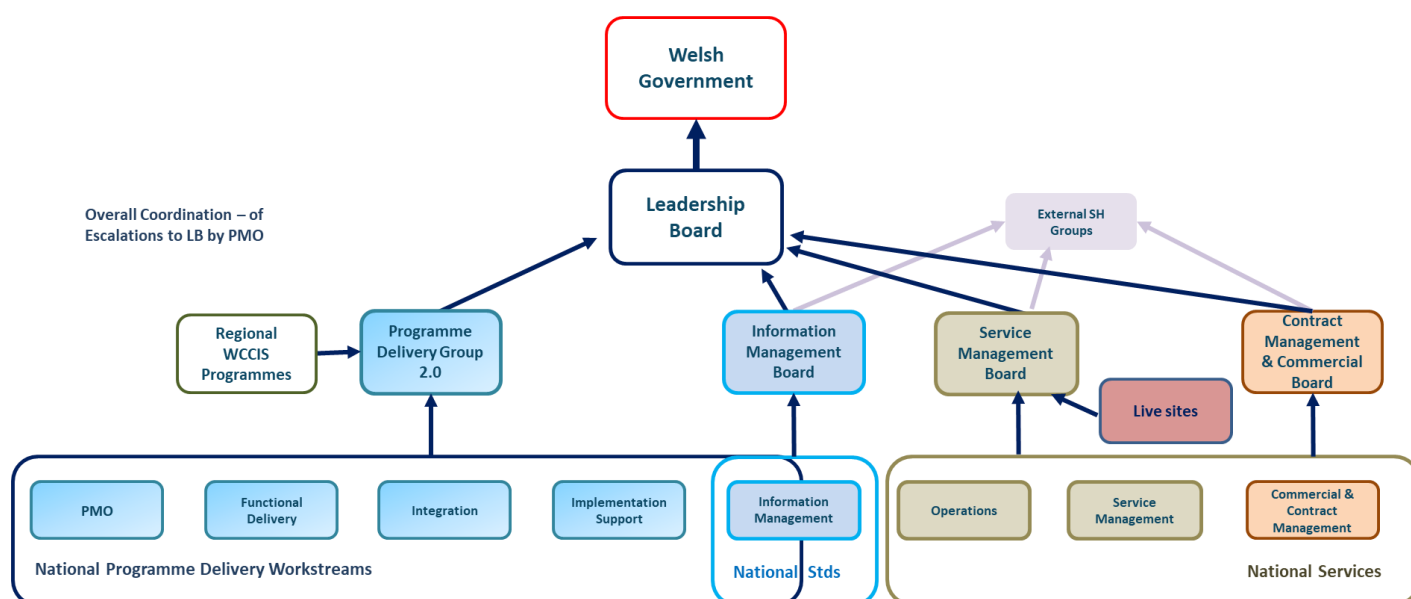 Welsh
Government
Leadership
Board
Overall Coordination – of
Escalations to LB by PMO
External SH
Groups
Regional
WCCIS
Programmes
Programme
Delivery Group
2.0
Information
Management
Board
Service
Management
Board
Contract
Management
& Commercial
Board
Live sites
PMO
Functional
Delivery
Integration
Implementation
Support
Information
Management
Operations
Service
Management
Commercial &
Contract
Management
National Programme Delivery Workstreams
National Stds
National Services